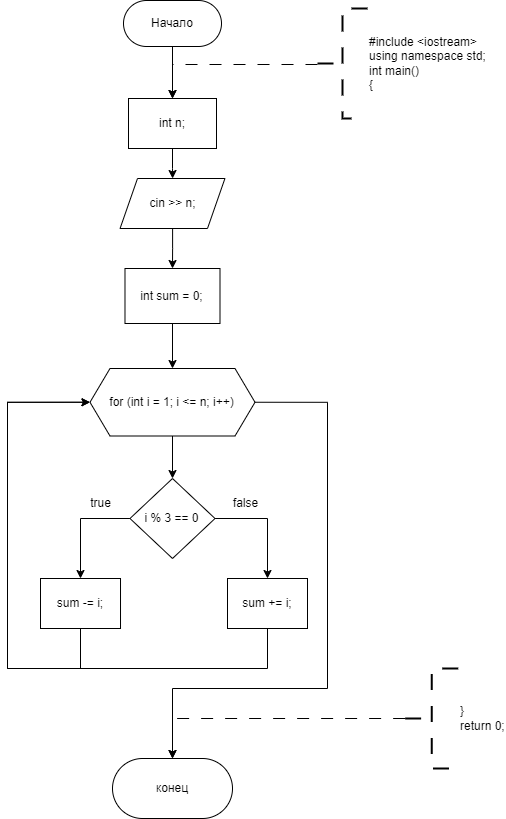 Начало
#include <iostream>
using namespace std;
int main()
{
int n;
cin >> n;
int sum = 0;
for (int i = 1; i <= n; i++)
i % 3 == 0
true
false
sum -= i;
sum += i;
}
return 0;
конец